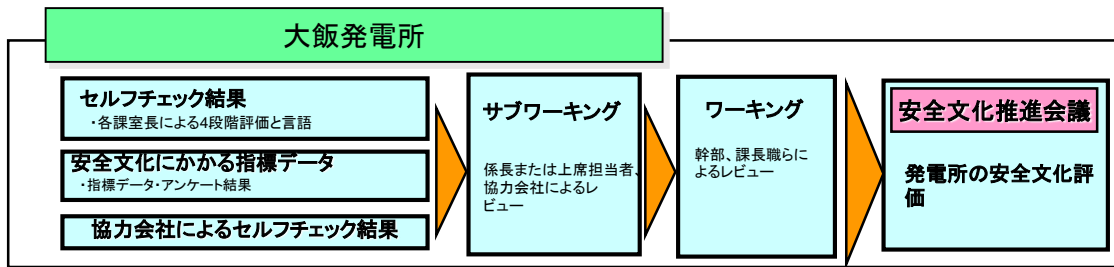 大飯発電所
セルフチェック結果
・各課室長による4段階評価と言語
安全文化にかかる指標データ
・指標データ・アンケート結果
協力会社によるセルフチェック結果
サブワーキング
係長または上席担当者、
協力会社によるレ
ビュー
ワーキング
幹部、課長職らに
よるレビュー
安全文化推進会議
発電所の安全文化評
価